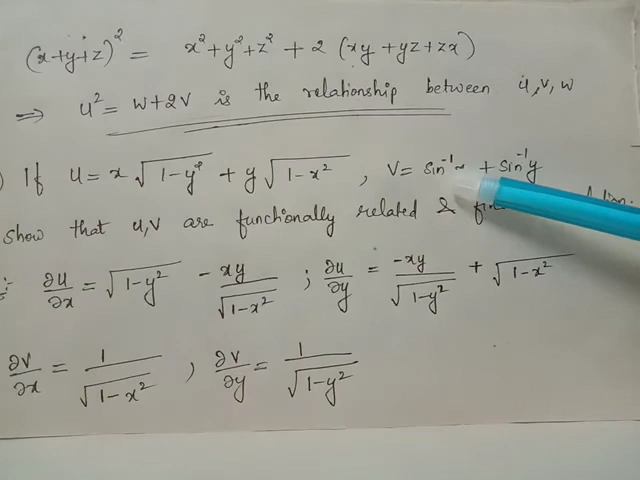 (x+y+z)² = x²+y²+z² + 2 (xy +yz+zx)
⇒ u² = w+2v is the relationship between u,v,w
) If u = x√(1-y²) + y√(1-x²) , v = sin⁻¹ + sin⁻¹y
show that u,v are functionally related &
:- ∂u/∂x = √(1-y²) -xy/√(1-x²) ; ∂u/∂y = -xy/√(1-y²) + √(1-x²)
∂v/∂x = 1/√(1-x²) , ∂v/∂y = 1/√(1-y²)